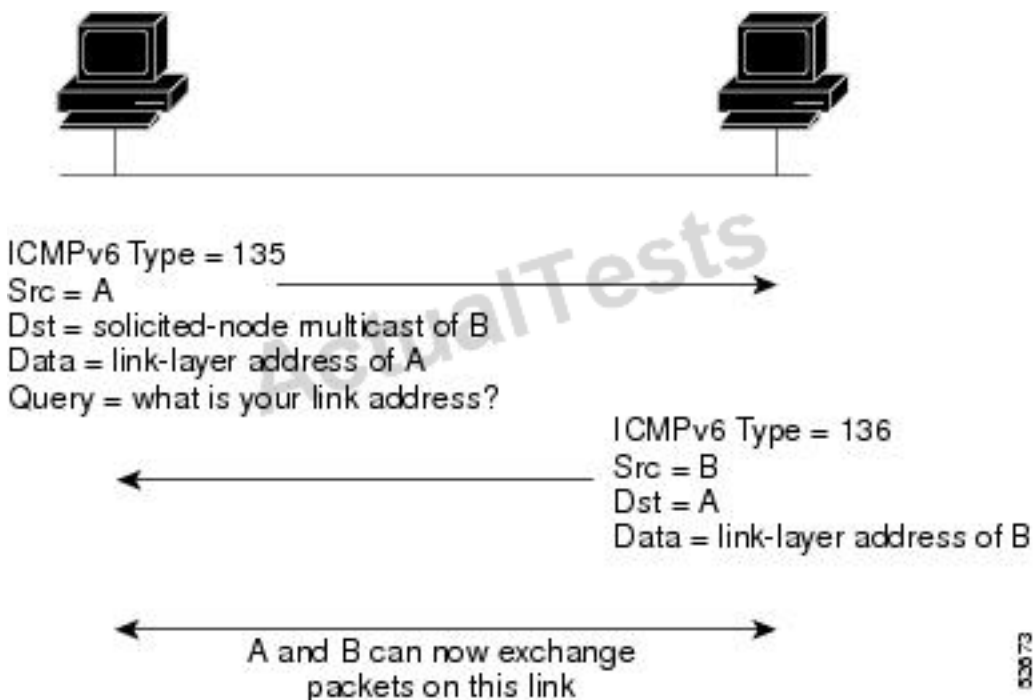 ICMPv6 Type = 135
Src = A
Dst = solicited-node multicast of B
Data = link-layer address of A
Query = what is your link address?
ActualTests
ICMPv6 Type = 136
Src = B
Dst = A
Data = link-layer address of B
A and B can now exchange
packets on this link